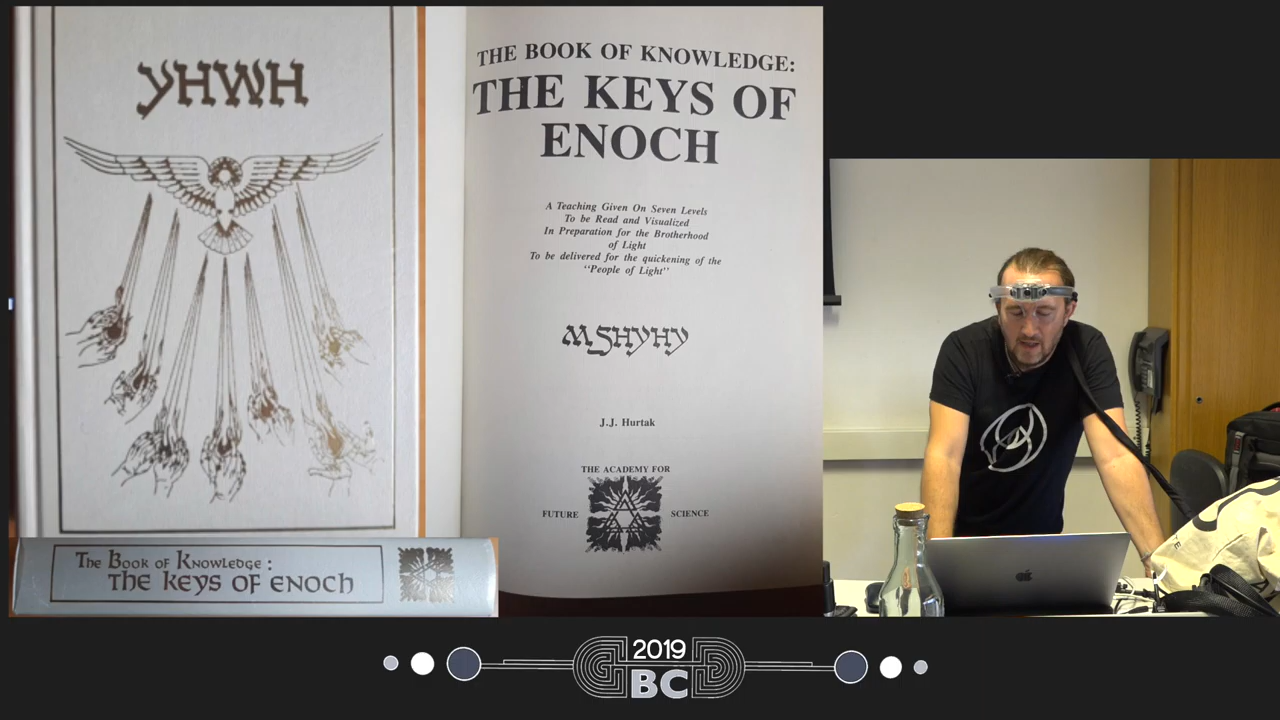 YHWH
THE BOOK OF KNOWLEDGE:
THE KEYS OF
ENOCH
A Teaching Given On Seven Levels
To be Read and Visualized
In Preparation for the Brotherhood
of Light
To be delivered for the quickening of the
“People of Light”
MSHYHY
J.J. Hurtak
THE ACADEMY FOR
FUTURE SCIENCE
The Book of Knowledge:
THE KEYS OF ENOCH
2019
BC